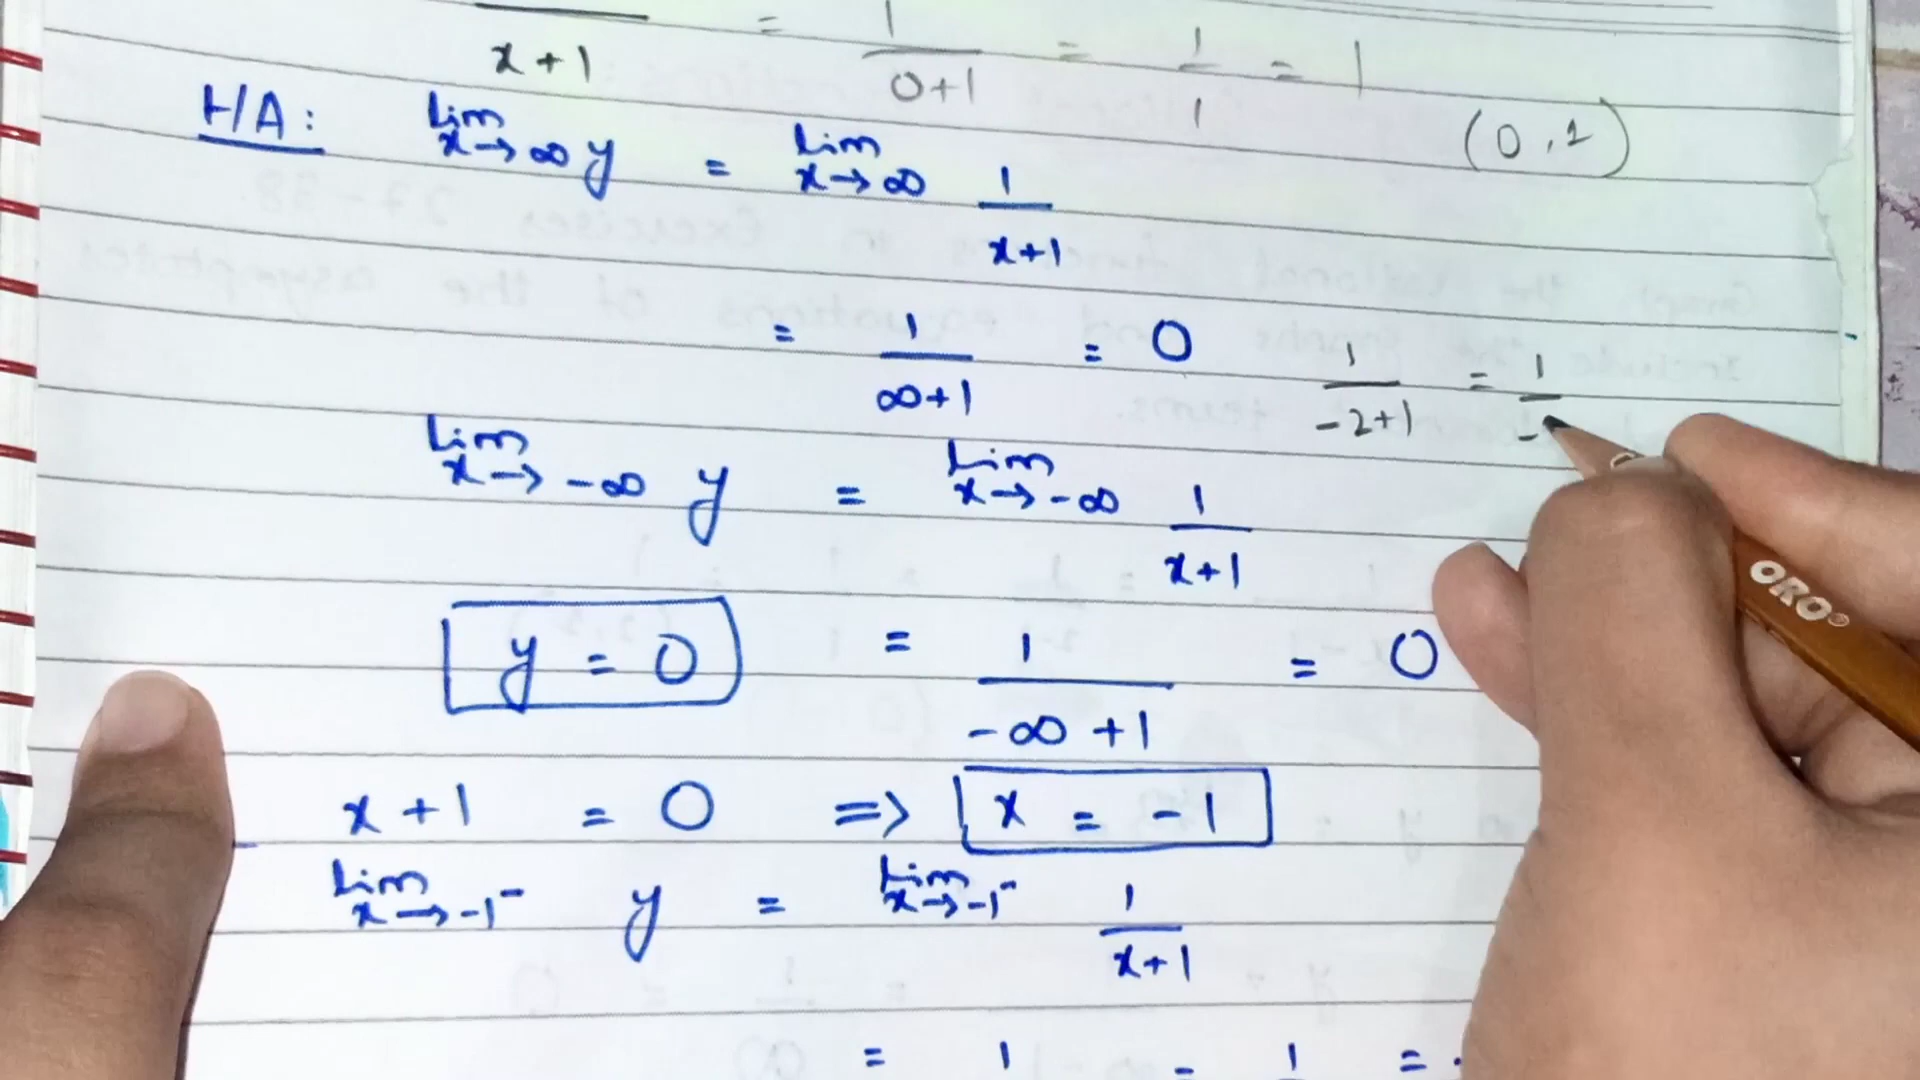 x+1 = 1/(0+1) = 1/1 = 1
(0,1)
H/A: lim x→∞ y = lim x→∞ 1/(x+1)
= 1/(∞+1) = 0
1/(-2+1) = 1/-
lim x→-∞ y = lim x→-∞ 1/(x+1)
y = 0 = 1/(-∞+1) = 0
x+1 = 0 => x = -1
lim x→-1⁻ y = lim x→-1⁻ 1/(x+1)
= 1 = 1 =
ORO